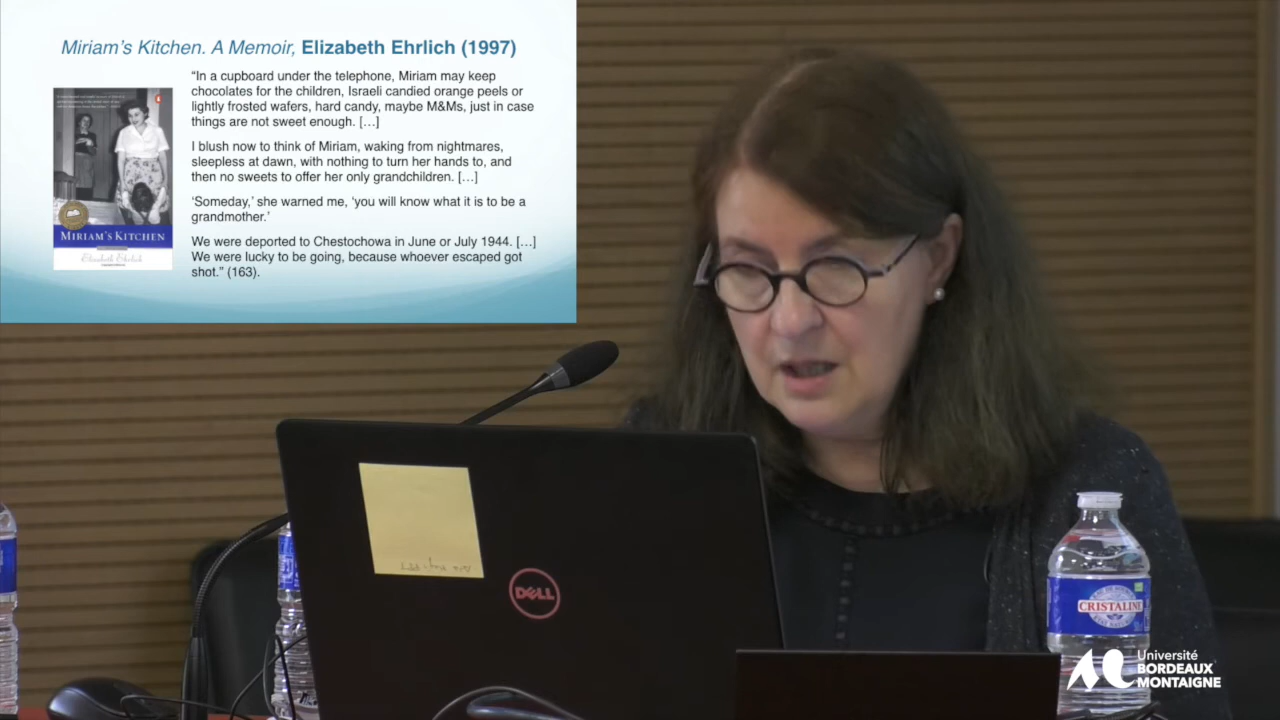 Miriam's Kitchen. A Memoir, Elizabeth Ehrlich (1997)
“In a cupboard under the telephone, Miriam may keep
chocolates for the children, Israeli candied orange peels or
lightly frosted wafers, hard candy, maybe M&Ms, just in case
things are not sweet enough. […]
I blush now to think of Miriam, waking from nightmares,
sleepless at dawn, with nothing to turn her hands to, and
then no sweets to offer her only grandchildren. […]
‘Someday,’ she warned me, ‘you will know what it is to be a
grandmother.’
We were deported to Chestochowa in June or July 1944. […]
We were lucky to be going, because whoever escaped got
shot.” (163).
MIRIAM'S KITCHEN
Elizabeth Ehrlich
DELL
CRISTALINE
Université
BORDEAUX
MONTAIGNE